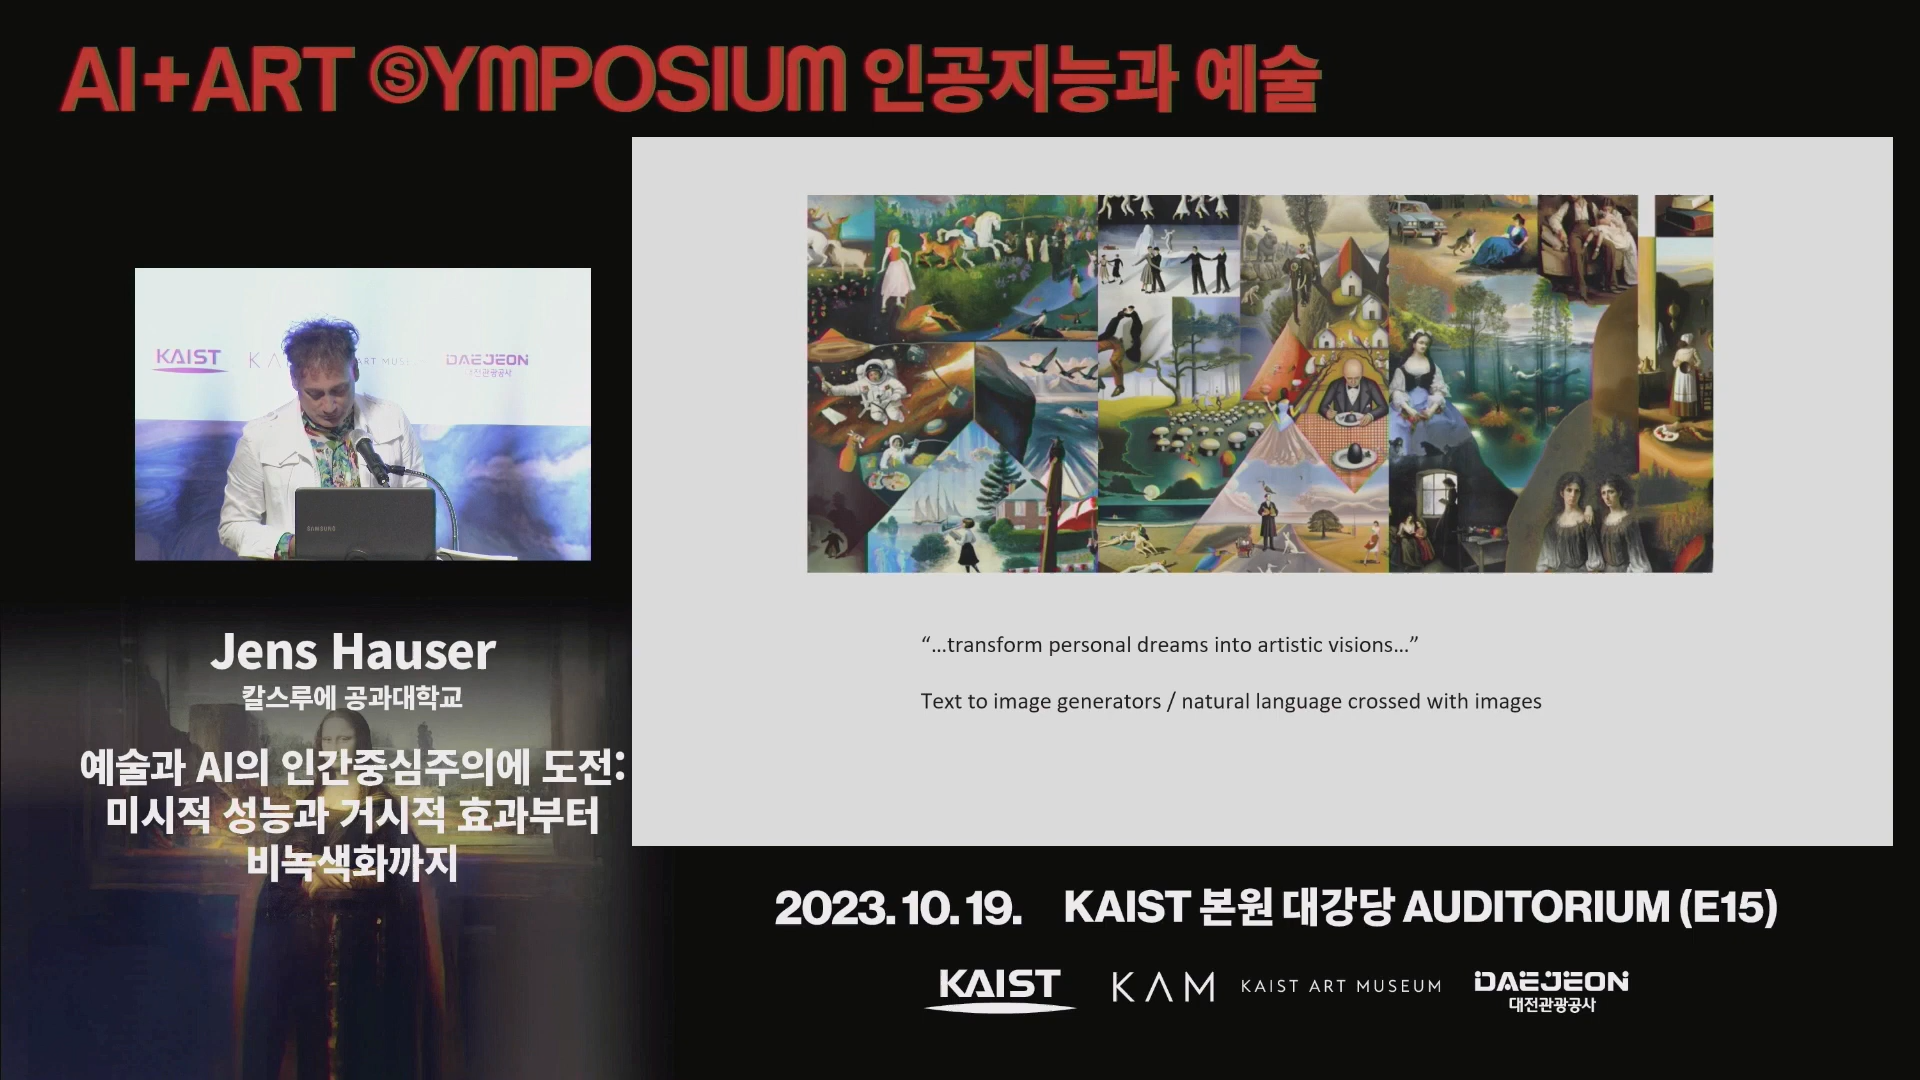 AI+ART SYMPOSIUM 인공지능과 예술
KAIST
DAEJEON
SAMSUNG
Jens Hauser
칼스루에 공과대학교
예술과 AI의 인간중심주의에 도전:
미시적 성능과 거시적 효과부터
비녹색화까지
“...transform personal dreams into artistic visions...”
Text to image generators / natural language crossed with images
2023. 10. 19. KAIST 본원 대강당 AUDITORIUM (E15)
KAIST
KAM KAIST ART MUSEUM
DAEJEON
대전관광공사